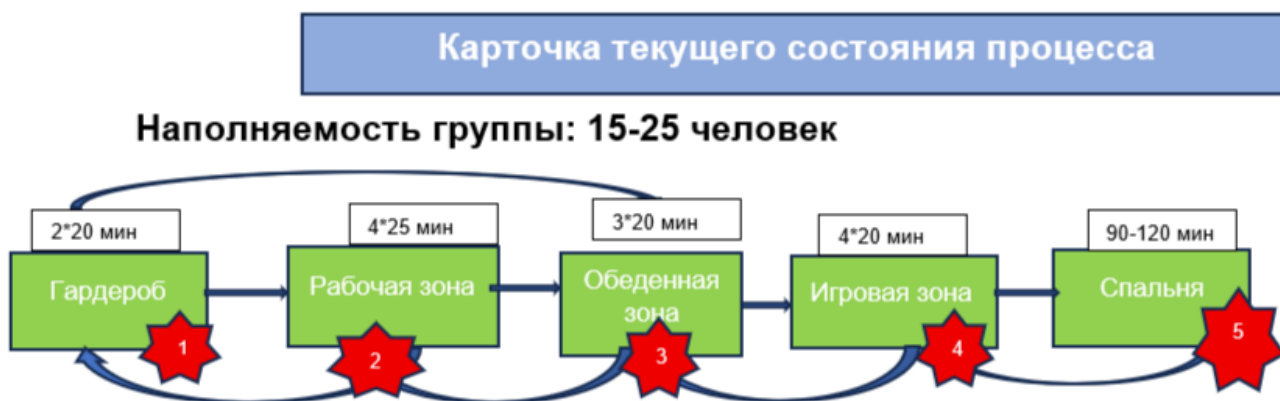 Карточка текущего состояния процесса
Наполняемость группы: 15-25 человек
2*20 мин
4*25 мин
3*20 мин
4*20 мин
90-120 мин
Гардероб
Рабочая зона
Обеденная
зона
Игровая зона
Спальня
1
2
3
4
5